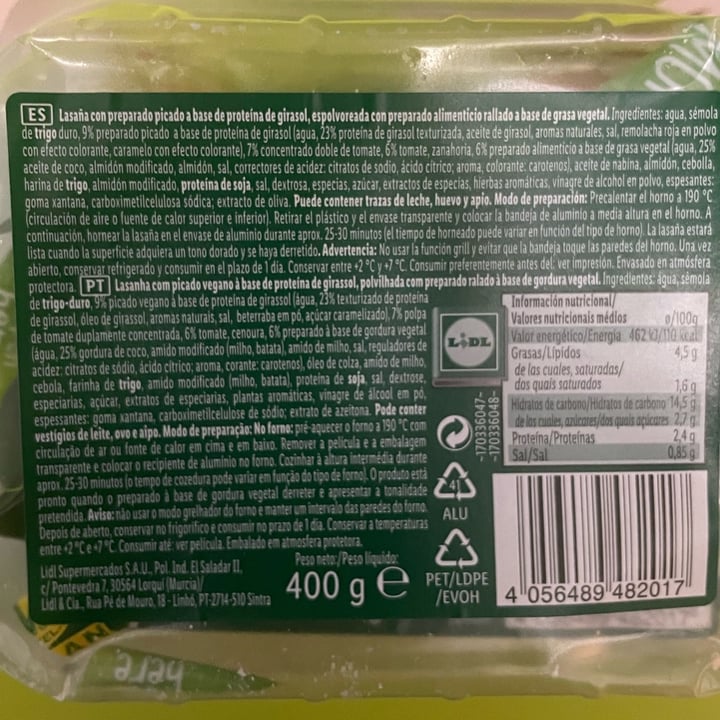 ES Lasaña con preparado picado a base de proteína de girasol, espolvoreada con preparado alimenticio rallado a base de grasa vegetal. Ingredientes: agua, sémola
de trigo duro, 9% preparado picado a base de proteína de girasol (agua, 23% proteína de girasol texturizada, aceite de girasol, aromas naturales, sal, remolacha roja en polvo
con efecto colorante, caramelo con efecto colorante), 7% concentrado doble de tomate, 6% tomate, zanahoria, 6% preparado alimenticio a base de grasa vegetal (agua, 25%
aceite de coco, almidón modificado, almidón, sal, correctores de acidez: citratos de sodio, ácido cítrico; aroma; colorante: carotenos), aceite de nabina, almidón, cebolla,
harina de trigo, almidón modificado, proteína de soja, sal, dextrosa, especias, azúcar, extractos de especias, hierbas aromáticas, vinagre de alcohol en polvo, espesantes:
goma xantana, carboximetilcelulosa sódica; extracto de oliva. Puede contener trazas de leche, huevo y apio. Modo de preparación: Precalentar el horno a 190 °C
(circulación de aire o fuente de calor superior e inferior). Retirar el plástico y el envase transparente y colocar la bandeja de aluminio a media altura en el horno. A
continuación, hornear la lasaña en el envase de aluminio durante aprox. 25-30 minutos (el tiempo de horneado puede variar en función del tipo de horno). La lasaña estará
lista cuando la superficie adquiera un tono dorado y se haya derretido. Advertencia: No usar la función grill y evitar que la bandeja toque las paredes del horno. Una vez
abierto, conservar refrigerado y consumir en el plazo de 1 día. Conservar entre +2 °C y +7 °C. Consumir preferentemente antes del: ver impresión. Envasado en atmósfera
protectora. PT Lasanha com picado vegano à base de proteína de girassol, polvilhada com preparado ralado à base de gordura vegetal. Ingredientes: água, sêmola
de trigo-duro, 9% picado vegano à base de proteína de girassol (água, 23% texturizado de proteína
de girassol, óleo de girassol, aromas naturais, sal, beterraba em pó, açúcar caramelizado), 7% polpa
de tomate duplamente concentrada, 6% tomate, cenoura, 6% preparado à base de gordura vegetal
(água, 25% gordura de coco, amido modificado (milho, batata), amido de milho, sal, reguladores de
acidez: citratos de sódio, ácido cítrico; aroma, corante: carotenos), óleo de colza, amido de milho,
cebola, farinha de trigo, amido modificado (milho, batata), proteína de soja, sal, dextrose,
especiarias, açúcar, extratos de especiarias, plantas aromáticas, vinagre de álcool em pó,
espessantes: goma xantana, carboximetilcelulose de sódio; extrato de azeitona. Pode conter
vestígios de leite, ovo e aipo. Modo de preparação: No forno: pré-aquecer o forno a 190 °C com
circulação de ar ou fonte de calor em cima e em baixo. Remover a película e a embalagem
transparente e colocar o recipiente de alumínio no forno. Cozinhar à altura intermédia durante
aprox. 25-30 minutos (o tempo de cozedura pode variar em função do tipo de forno). O produto está
pronto quando o preparado à base de gordura vegetal derreter e apresentar a tonalidade
pretendida. Aviso: não usar o modo grelhador do forno e manter um intervalo das paredes do forno.
Depois de aberto, conservar no frigorífico e consumir no prazo de 1 dia. Conservar a temperaturas
entre +2 °C e +7 °C. Consumir até: ver película. Embalado em atmosfera protetora.
Lidl Supermercados S.A.U., Pol. Ind. El Saladar II,
c/ Pontevedra 7, 30564 Lorquí (Murcia)/
Lidl & Cia., Rua Pé de Mouro, 18 - Linhó, PT-2714-510 Sintra
Peso neto:/Peso líquido:
400 g e
LIDL
-170336047-
-170336048-
41
ALU
PET/LDPE
/EVOH
Información nutricional/
Valores nutricionales médios ø/100g
Valor energético/Energia 462 kJ/110 kcal
Grasas/Lípidos 4,5 g
de las cuales, saturadas/
dos quais saturados 1,6 g
Hidratos de carbono/Hidratos de carbono 14,5 g
de los cuales, azúcares/dos quais açúcares 2,7 g
Proteína/Proteínas 2,4 g
Sal/Sal 0,85 g
4 056489 482017
here